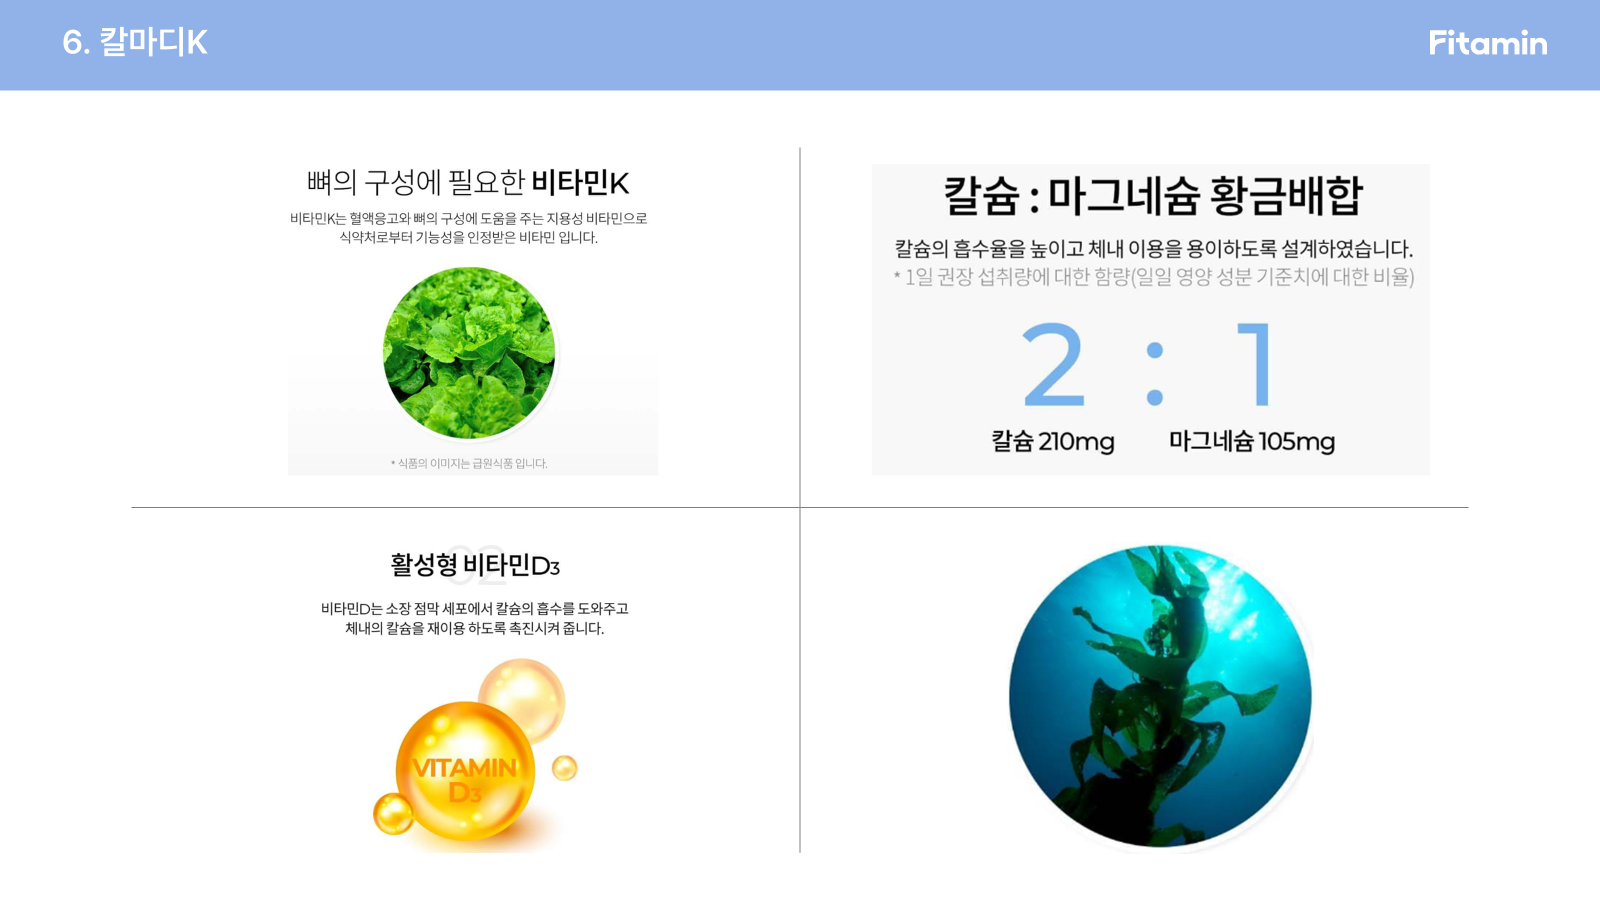 6. 칼마디K
Fitamin
뼈의 구성에 필요한 비타민K
비타민K는 혈액응고와 뼈의 구성에 도움을 주는 지용성 비타민으로
식약처로부터 기능성을 인정받은 비타민 입니다.
* 식품의 이미지는 급원식품 입니다.
칼슘 : 마그네슘 황금배합
칼슘의 흡수율을 높이고 체내 이용을 용이하도록 설계하였습니다.
* 1일 권장 섭취량에 대한 함량(일일 영양 성분 기준치에 대한 비율)
2 : 1
칼슘 210mg 마그네슘 105mg
02
활성형 비타민D3
비타민D는 소장 점막 세포에서 칼슘의 흡수를 도와주고
체내의 칼슘을 재이용 하도록 촉진시켜 줍니다.
VITAMIN
D3